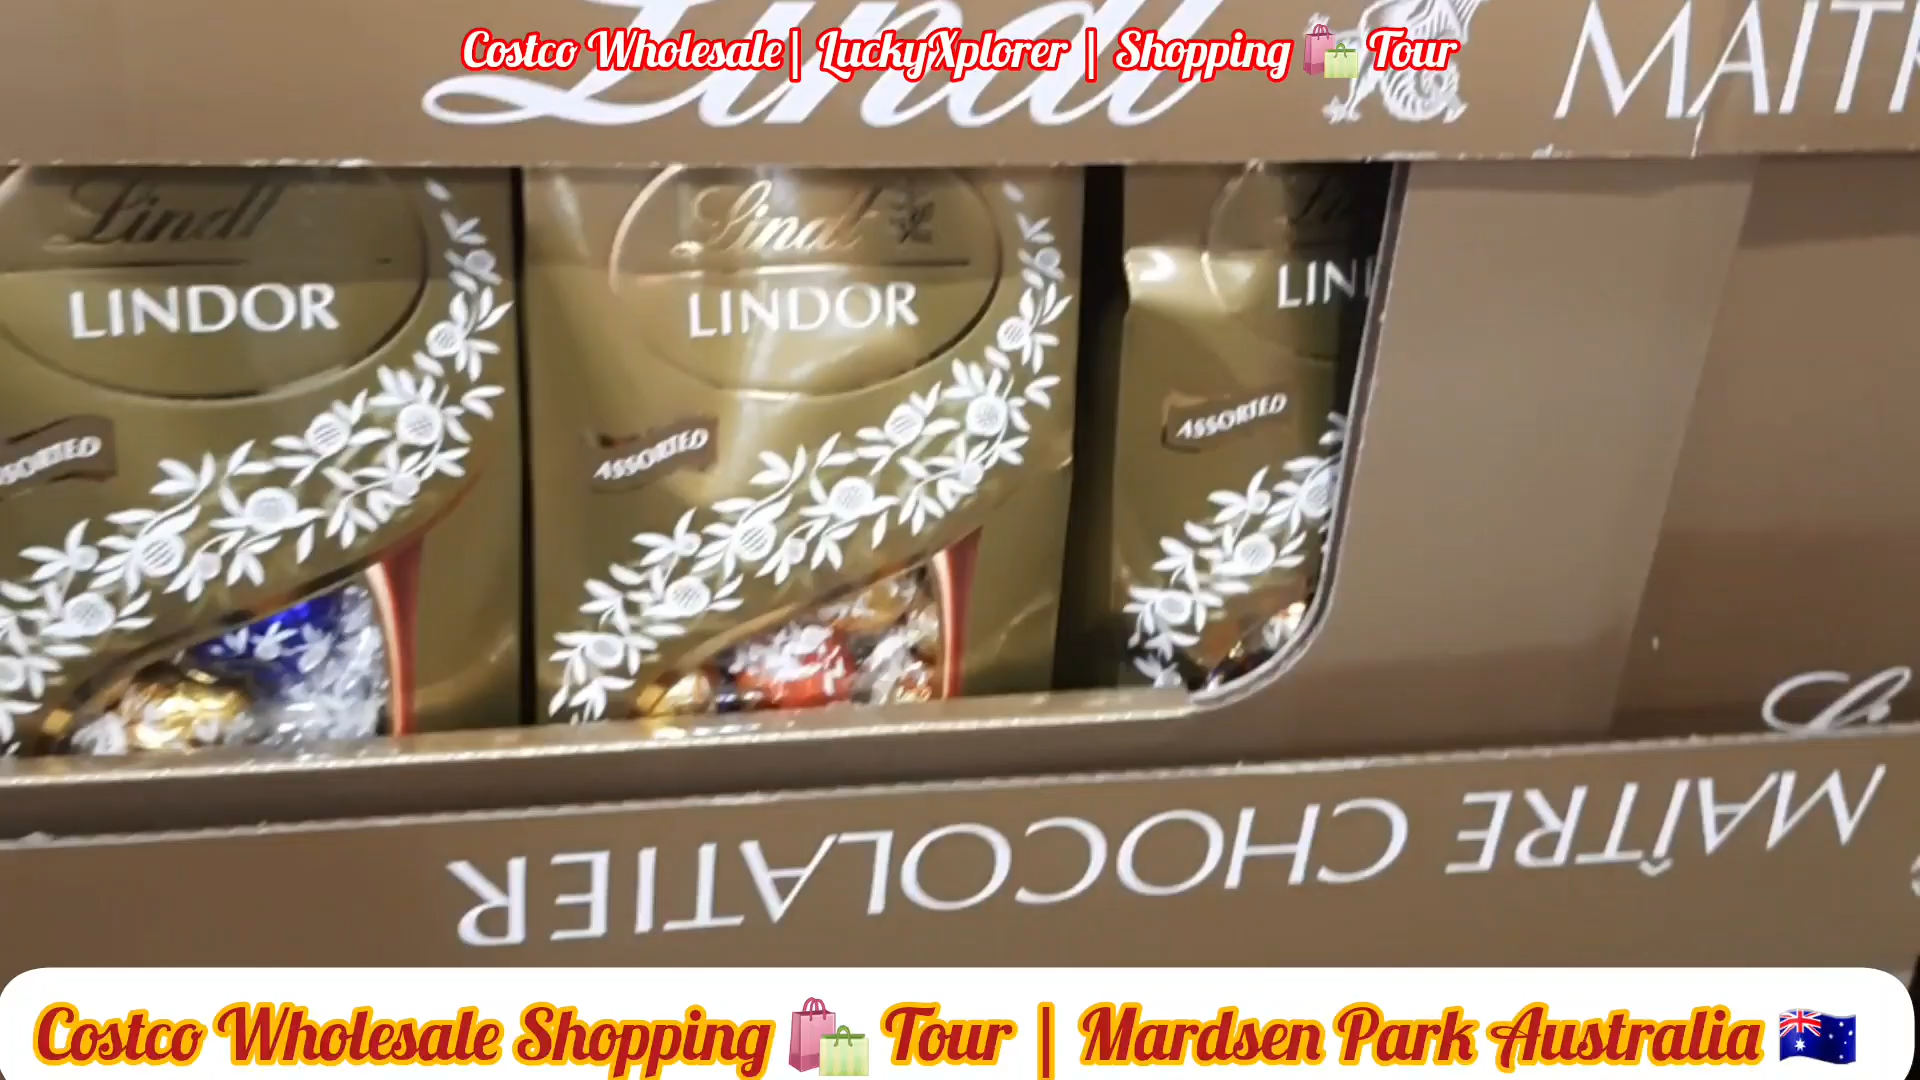 Costco Wholesale| LuckyXplorer | Shopping 🛍️ Tour
Lindt MAITR
Lindt
LINDOR
ASSORTED
Lindt
LINDOR
ASSORTED
LIN
ASSORTED
MAÎTRE CHOCOLATIER
Costco Wholesale Shopping 🛍️ Tour | Mardsen Park Australia 🇦🇺